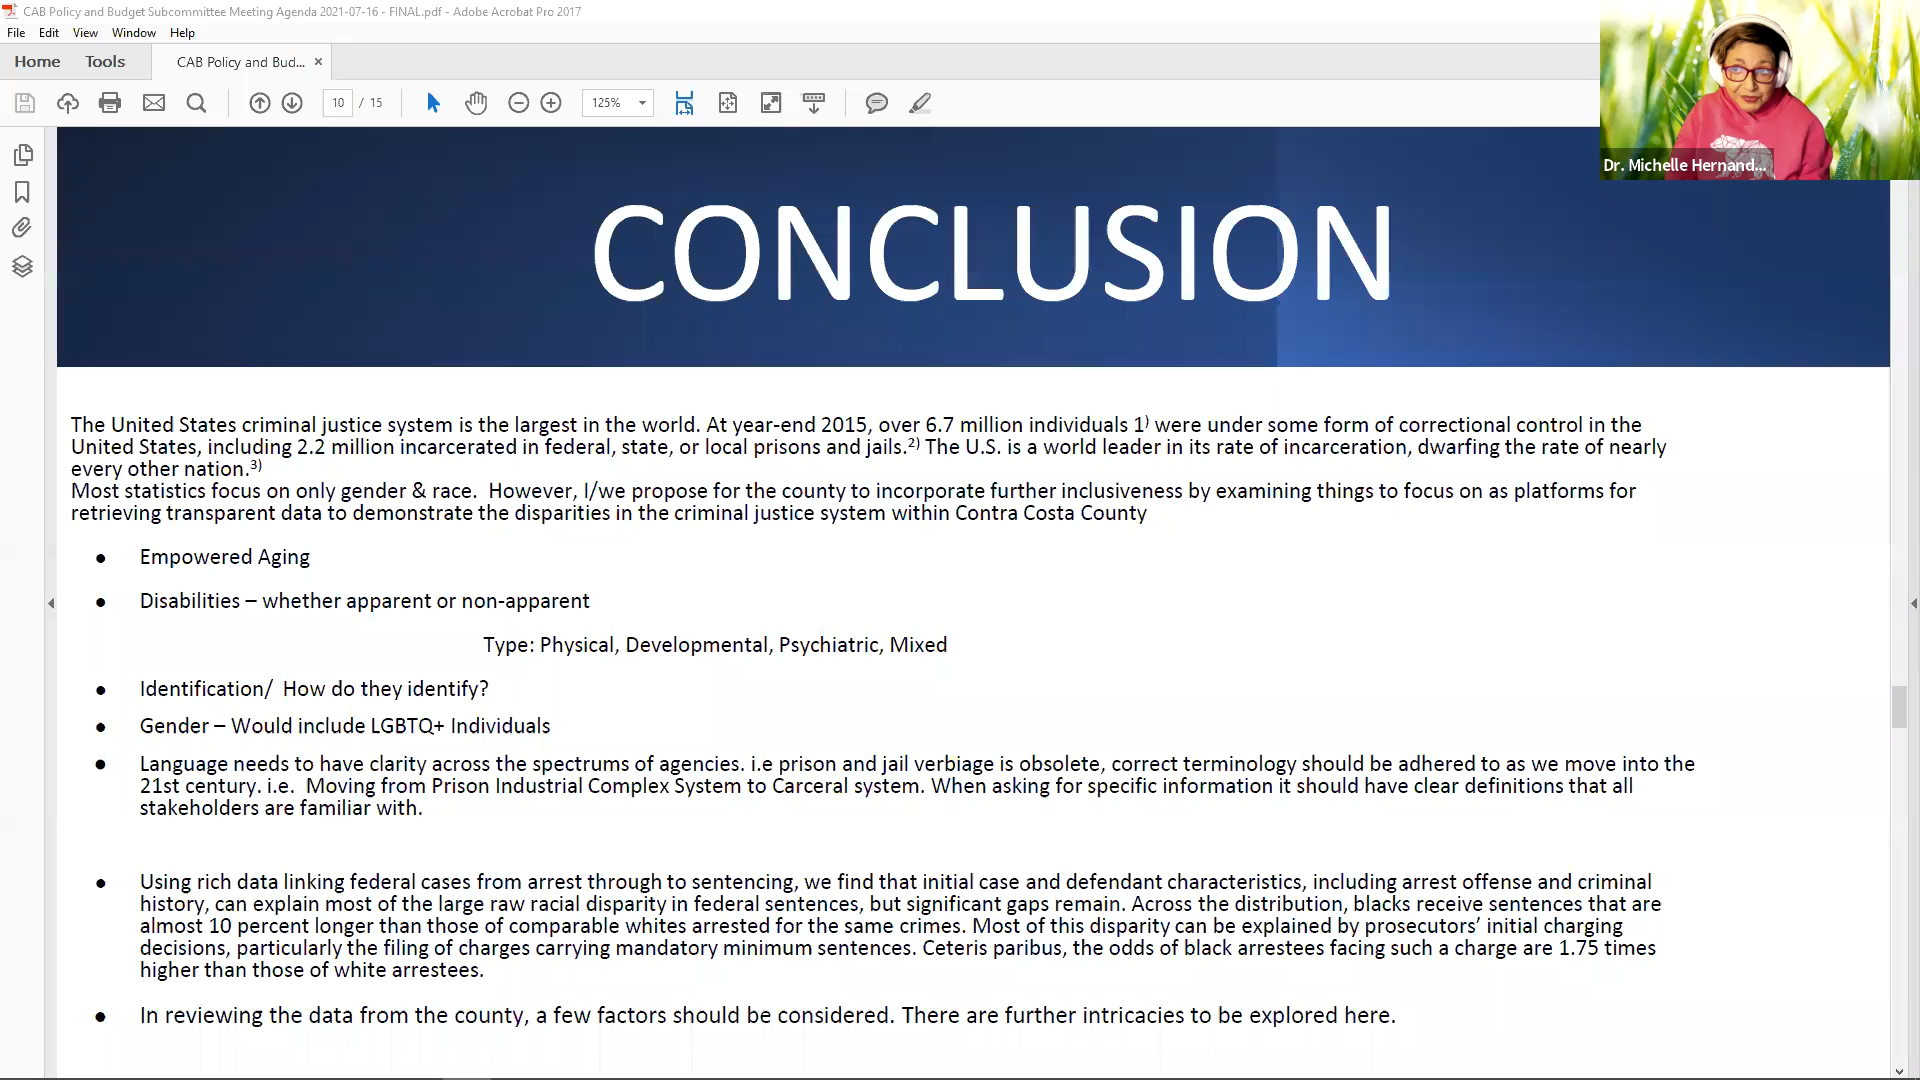 CAB Policy and Budget Subcommittee Meeting Agenda 2021-07-16 - FINAL.pdf - Adobe Acrobat Pro 2017
File Edit View Window Help
Home Tools CAB Policy and Bud... ×
10 / 15 125%
Dr. Michelle Hernand...
CONCLUSION
The United States criminal justice system is the largest in the world. At year-end 2015, over 6.7 million individuals 1) were under some form of correctional control in the
United States, including 2.2 million incarcerated in federal, state, or local prisons and jails.2) The U.S. is a world leader in its rate of incarceration, dwarfing the rate of nearly
every other nation.3)
Most statistics focus on only gender & race. However, I/we propose for the county to incorporate further inclusiveness by examining things to focus on as platforms for
retrieving transparent data to demonstrate the disparities in the criminal justice system within Contra Costa County
● Empowered Aging
● Disabilities – whether apparent or non-apparent
Type: Physical, Developmental, Psychiatric, Mixed
● Identification/ How do they identify?
● Gender – Would include LGBTQ+ Individuals
● Language needs to have clarity across the spectrums of agencies. i.e prison and jail verbiage is obsolete, correct terminology should be adhered to as we move into the
21st century. i.e. Moving from Prison Industrial Complex System to Carceral system. When asking for specific information it should have clear definitions that all
stakeholders are familiar with.
● Using rich data linking federal cases from arrest through to sentencing, we find that initial case and defendant characteristics, including arrest offense and criminal
history, can explain most of the large raw racial disparity in federal sentences, but significant gaps remain. Across the distribution, blacks receive sentences that are
almost 10 percent longer than those of comparable whites arrested for the same crimes. Most of this disparity can be explained by prosecutors’ initial charging
decisions, particularly the filing of charges carrying mandatory minimum sentences. Ceteris paribus, the odds of black arrestees facing such a charge are 1.75 times
higher than those of white arrestees.
● In reviewing the data from the county, a few factors should be considered. There are further intricacies to be explored here.